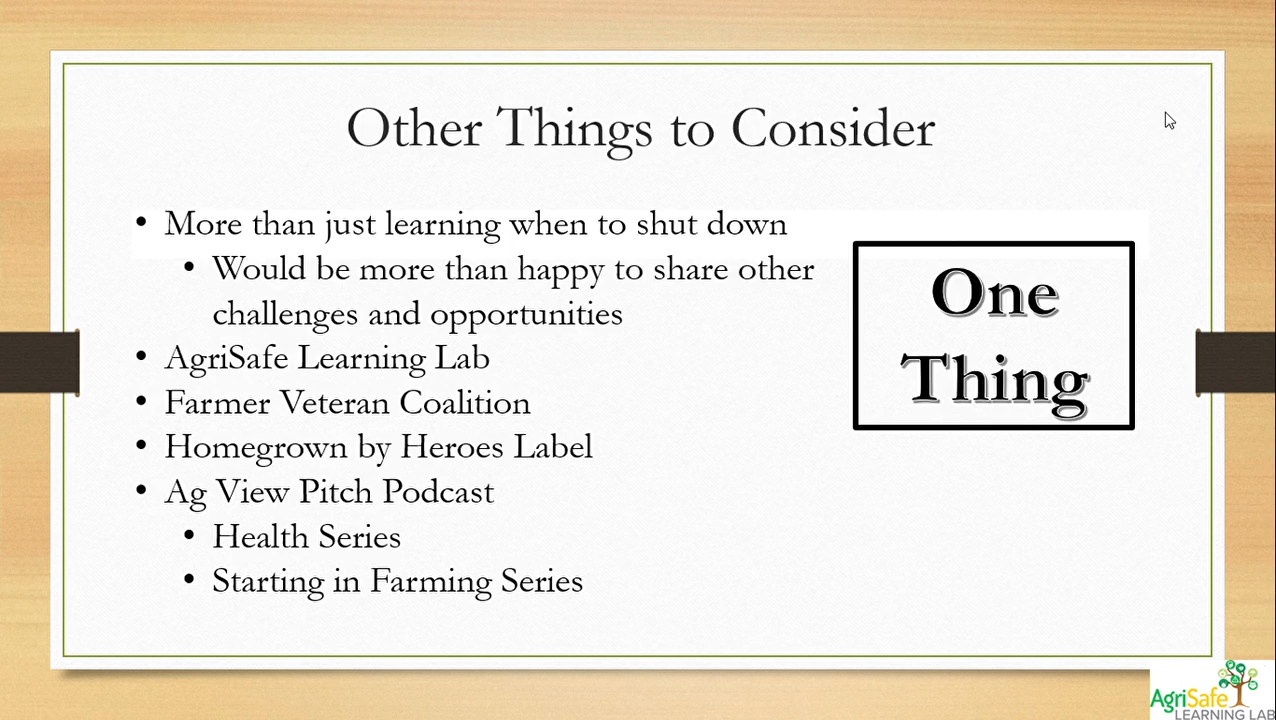 Other Things to Consider
• More than just learning when to shut down
• Would be more than happy to share other
challenges and opportunities
• AgriSafe Learning Lab
• Farmer Veteran Coalition
• Homegrown by Heroes Label
• Ag View Pitch Podcast
• Health Series
• Starting in Farming Series
One
Thing
AgriSafe
LEARNING LAB